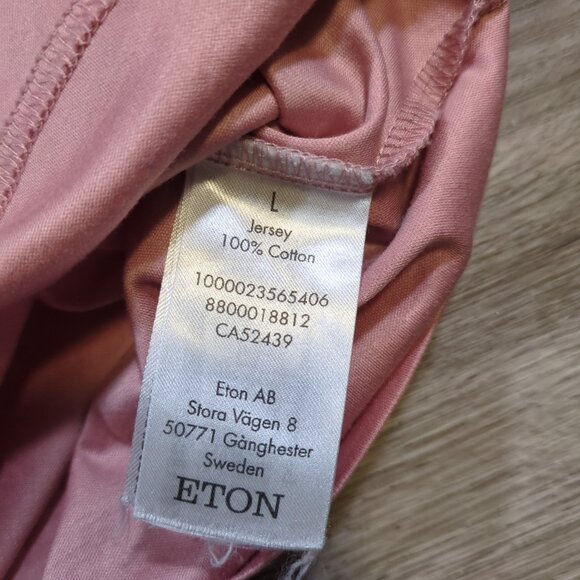 L
Jersey
100% Cotton
1000023565406
8800018812
CA52439
Eton AB
Stora Vägen 8
50771 Gånghester
Sweden
ETON